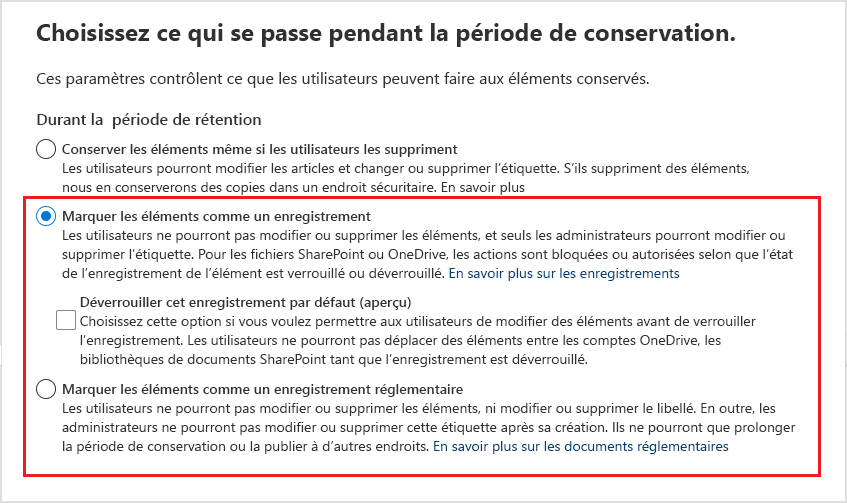 Choisissez ce qui se passe pendant la période de conservation.
Ces paramètres contrôlent ce que les utilisateurs peuvent faire aux éléments conservés.
Durant la période de rétention
Conserver les éléments même si les utilisateurs les suppriment
Les utilisateurs pourront modifier les articles et changer ou supprimer l'étiquette. S'ils suppriment des éléments,
nous en conserverons des copies dans un endroit sécuritaire. En savoir plus
Marquer les éléments comme un enregistrement
Les utilisateurs ne pourront pas modifier ou supprimer les éléments, et seuls les administrateurs pourront modifier ou
supprimer l'étiquette. Pour les fichiers SharePoint ou OneDrive, les actions sont bloquées ou autorisées selon que l'état
de l'enregistrement de l'élément est verrouillé ou déverrouillé. En savoir plus sur les enregistrements
Déverrouiller cet enregistrement par défaut (aperçu)
Choisissez cette option si vous voulez permettre aux utilisateurs de modifier des éléments avant de verrouiller
l'enregistrement. Les utilisateurs ne pourront pas déplacer des éléments entre les comptes OneDrive, les
bibliothèques de documents SharePoint tant que l'enregistrement est déverrouillé.
Marquer les éléments comme un enregistrement réglementaire
Les utilisateurs ne pourront pas modifier ou supprimer les éléments, ni modifier ou supprimer le libellé. En outre, les
administrateurs ne pourront pas modifier ou supprimer cette étiquette après sa création. Ils ne pourront que prolonger
la période de conservation ou la publier à d'autres endroits. En savoir plus sur les documents réglementaires